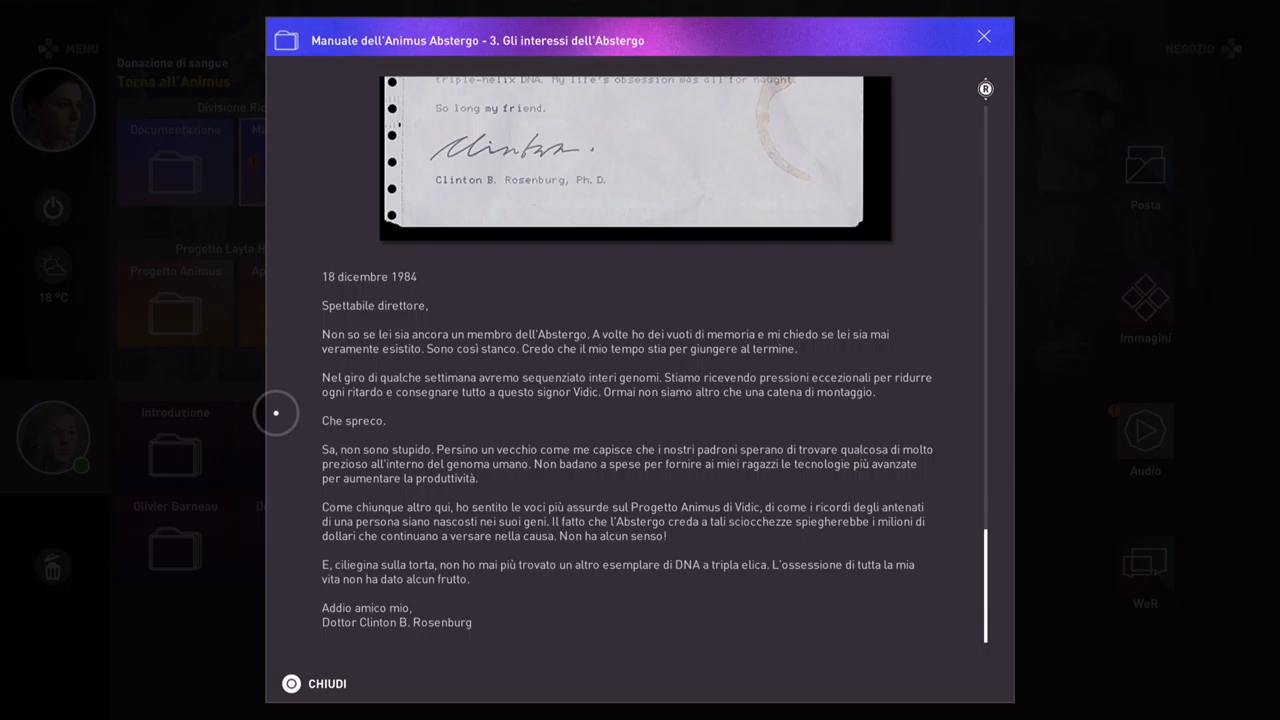 MENU
Donazione di sangue
Torna all'Animus
Divisione Ric
Documentazione
Ma
18 °C
Progetto Layla H
Progetto Animus
Ap
Introduzione
Olivier Garneau
Manuale dell'Animus Abstergo - 3. Gli interessi dell'Abstergo
triple-helix DNA. My life's obsession was all for naught.
So long my friend.
Clinton
Clinton B. Rosenburg, Ph.D.
18 dicembre 1984
Spettabile direttore,
Non so se lei sia ancora un membro dell'Abstergo. A volte ho dei vuoti di memoria e mi chiedo se lei sia mai
veramente esistito. Sono così stanco. Credo che il mio tempo stia per giungere al termine.
Nel giro di qualche settimana avremo sequenziato interi genomi. Stiamo ricevendo pressioni eccezionali per ridurre
ogni ritardo e consegnare tutto a questo signor Vidic. Ormai non siamo altro che una catena di montaggio.
Che spreco.
Sa, non sono stupido. Persino un vecchio come me capisce che i nostri padroni sperano di trovare qualcosa di molto
prezioso all'interno del genoma umano. Non badano a spese per fornire ai miei ragazzi le tecnologie più avanzate
per aumentare la produttività.
Come chiunque altro qui, ho sentito le voci più assurde sul Progetto Animus di Vidic, di come i ricordi degli antenati
di una persona siano nascosti nei suoi geni. Il fatto che l'Abstergo creda a tali sciocchezze spiegherebbe i milioni di
dollari che continuano a versare nella causa. Non ha alcun senso!
E, ciliegina sulla torta, non ho mai più trovato un altro esemplare di DNA a tripla elica. L'ossessione di tutta la mia
vita non ha dato alcun frutto.
Addio amico mio,
Dottor Clinton B. Rosenburg
R
CHIUDI
NEGOZIO
Posta
Immagini
Audio
WeR